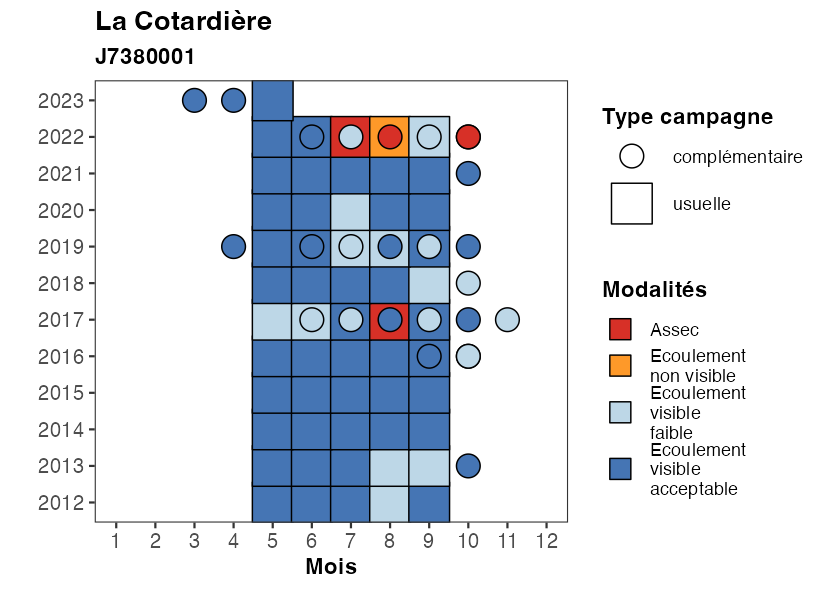 La Cotardière
J7380001
2023
2022
2021
2020
2019
2018
2017
2016
2015
2014
2013
2012
1 2 3 4 5 6 7 8 9 10 11 12
Mois
Type campagne
complémentaire
usuelle
Modalités
Assec
Ecoulement
non visible
Ecoulement
visible
faible
Ecoulement
visible
acceptable